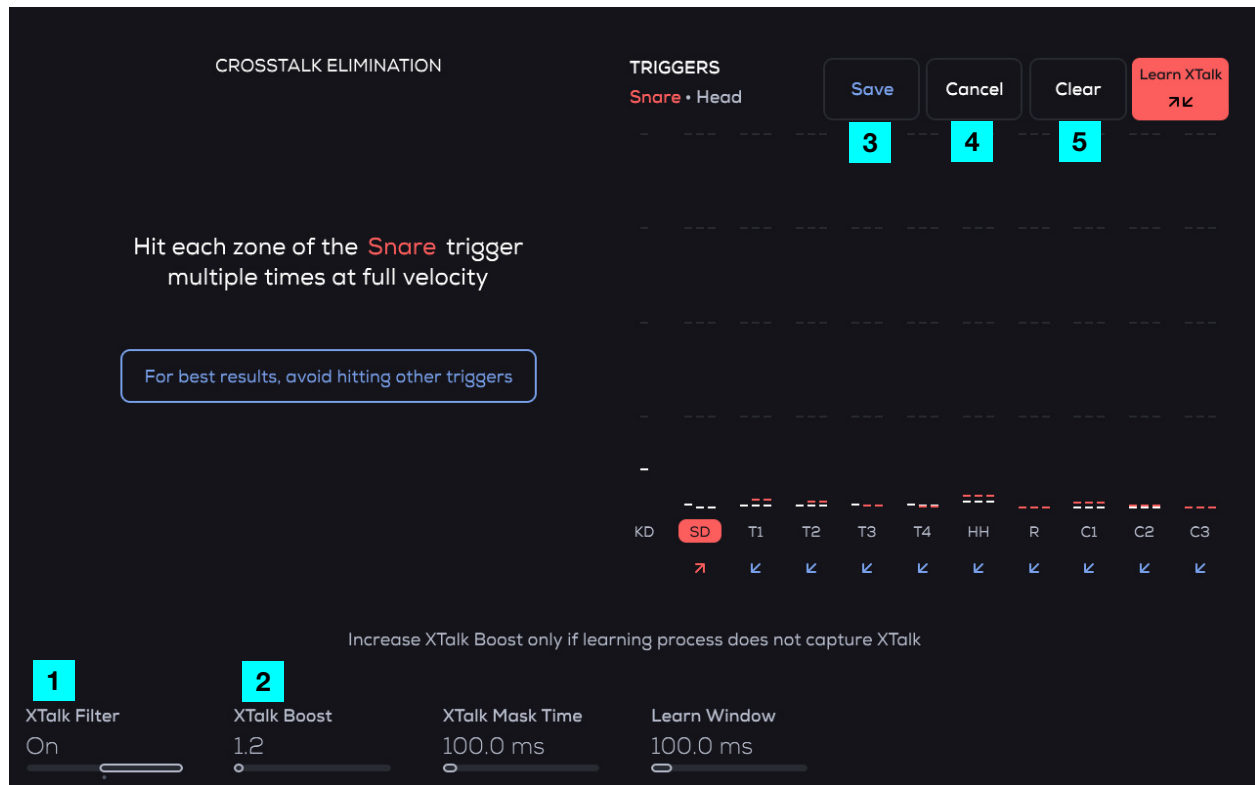 CROSSTALK ELIMINATION
TRIGGERS
Snare • Head
Save
Cancel
Clear
Learn XTalk
3
4
5
Hit each zone of the Snare trigger
multiple times at full velocity
For best results, avoid hitting other triggers
KD SD T1 T2 T3 T4 HH R C1 C2 C3
Increase XTalk Boost only if learning process does not capture XTalk
1
2
XTalk Filter
On
XTalk Boost
1.2
XTalk Mask Time
100.0 ms
Learn Window
100.0 ms